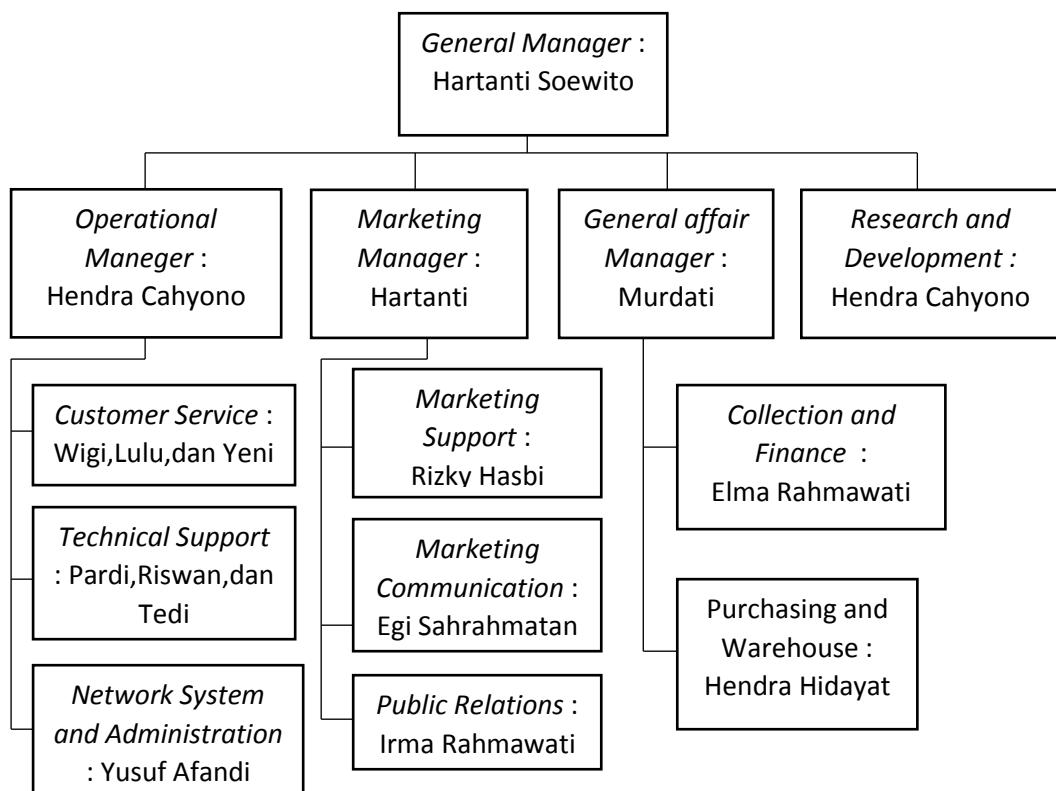 General Manager :
Hartanti Soewito
Operational
Maneger :
Hendra Cahyono
Marketing
Manager :
Hartanti
General affair
Manager :
Murdati
Research and
Development :
Hendra Cahyono
Customer Service :
Wigi,Lulu,dan Yeni
Technical Support
: Pardi,Riswan,dan
Tedi
Network System
and Administration
: Yusuf Afandi
Marketing
Support :
Rizky Hasbi
Marketing
Communication :
Egi Sahrahmatan
Public Relations :
Irma Rahmawati
Collection and
Finance :
Elma Rahmawati
Purchasing and
Warehouse :
Hendra Hidayat